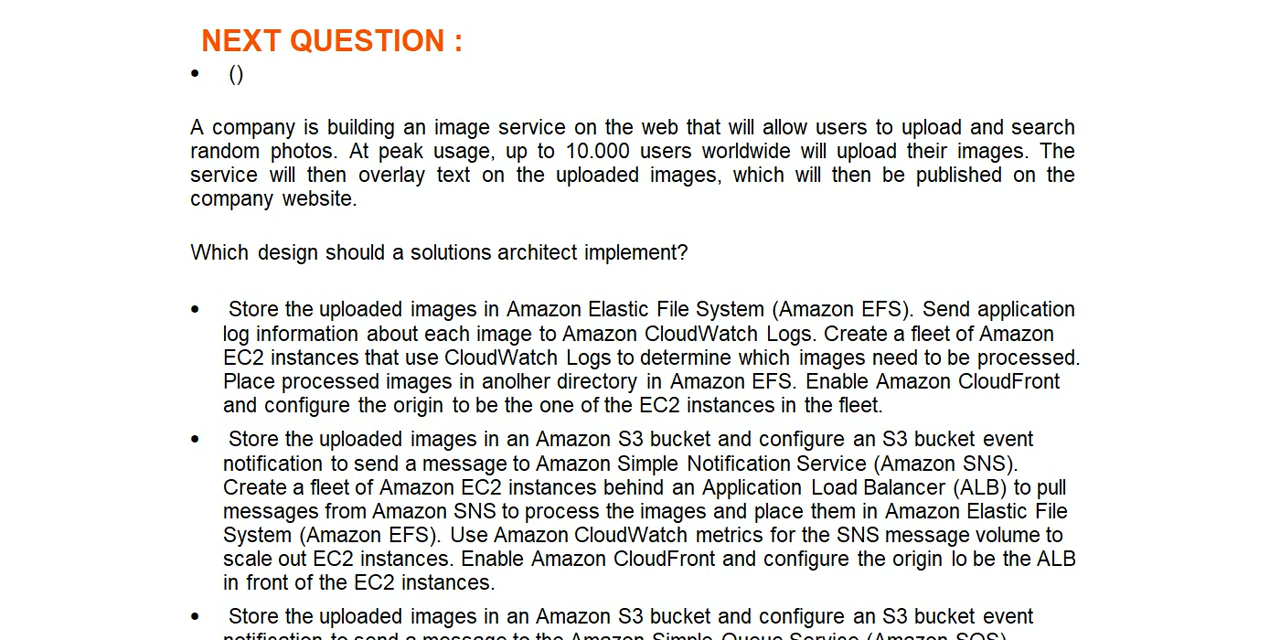 NEXT QUESTION :
• ()
A company is building an image service on the web that will allow users to upload and search
random photos. At peak usage, up to 10.000 users worldwide will upload their images. The
service will then overlay text on the uploaded images, which will then be published on the
company website.
Which design should a solutions architect implement?
• Store the uploaded images in Amazon Elastic File System (Amazon EFS). Send application
log information about each image to Amazon CloudWatch Logs. Create a fleet of Amazon
EC2 instances that use CloudWatch Logs to determine which images need to be processed.
Place processed images in anolher directory in Amazon EFS. Enable Amazon CloudFront
and configure the origin to be the one of the EC2 instances in the fleet.
• Store the uploaded images in an Amazon S3 bucket and configure an S3 bucket event
notification to send a message to Amazon Simple Notification Service (Amazon SNS).
Create a fleet of Amazon EC2 instances behind an Application Load Balancer (ALB) to pull
messages from Amazon SNS to process the images and place them in Amazon Elastic File
System (Amazon EFS). Use Amazon CloudWatch metrics for the SNS message volume to
scale out EC2 instances. Enable Amazon CloudFront and configure the origin lo be the ALB
in front of the EC2 instances.
• Store the uploaded images in an Amazon S3 bucket and configure an S3 bucket event
notification to send a message to the Amazon Simple Queue Service (Amazon SQS).